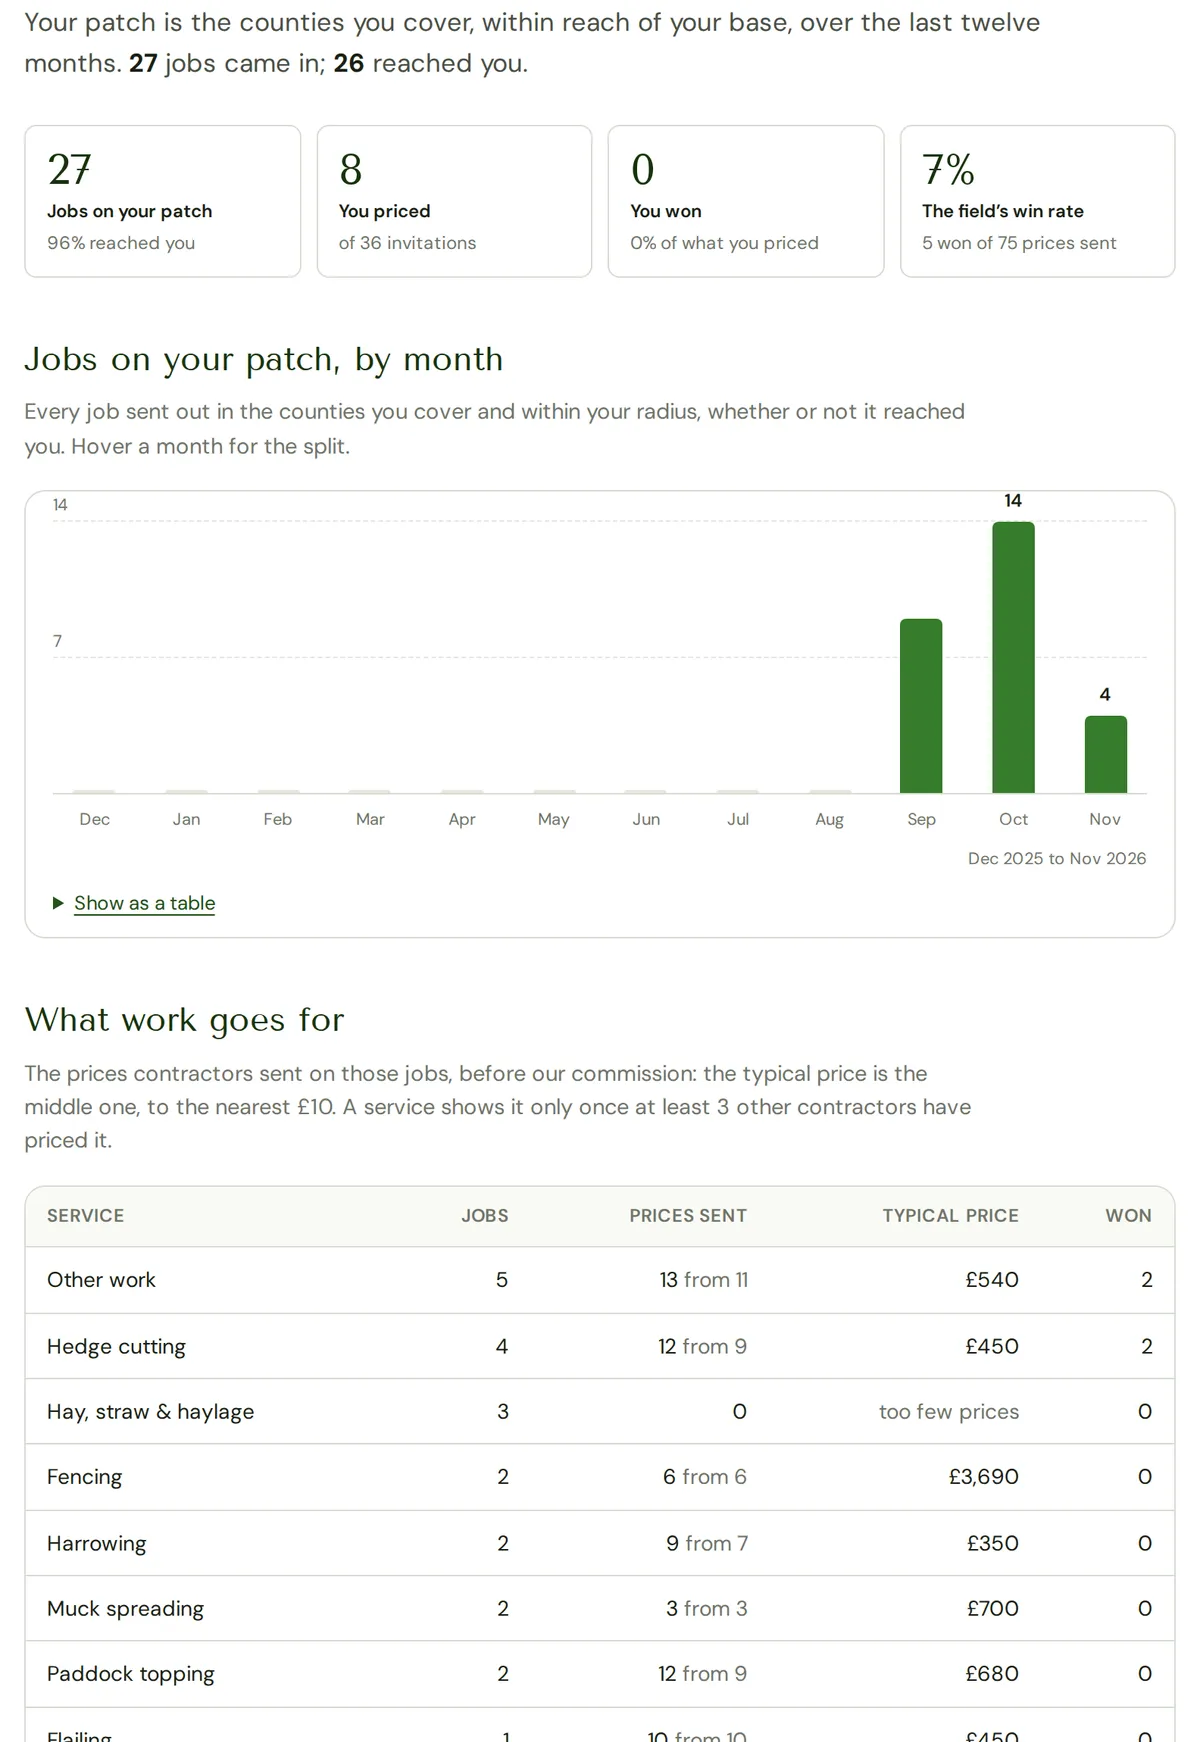 Your patch is the counties you cover, within reach of your base, over the last twelve
months. 27 jobs came in; 26 reached you.
27
Jobs on your patch
96% reached you
8
You priced
of 36 invitations
0
You won
0% of what you priced
7%
The field’s win rate
5 won of 75 prices sent
Jobs on your patch, by month
Every job sent out in the counties you cover and within your radius, whether or not it reached
you. Hover a month for the split.
14
14
7
4
Dec Jan Feb Mar Apr May Jun Jul Aug Sep Oct Nov
Dec 2025 to Nov 2026
Show as a table
What work goes for
The prices contractors sent on those jobs, before our commission: the typical price is the
middle one, to the nearest £10. A service shows it only once at least 3 other contractors have
priced it.
SERVICE JOBS PRICES SENT TYPICAL PRICE WON
Other work 5 13 from 11 £540 2
Hedge cutting 4 12 from 9 £450 2
Hay, straw & haylage 3 0 too few prices 0
Fencing 2 6 from 6 £3,690 0
Harrowing 2 9 from 7 £350 0
Muck spreading 2 3 from 3 £700 0
Paddock topping 2 12 from 9 £680 0
Flailing 1 10 from 10 £450 0